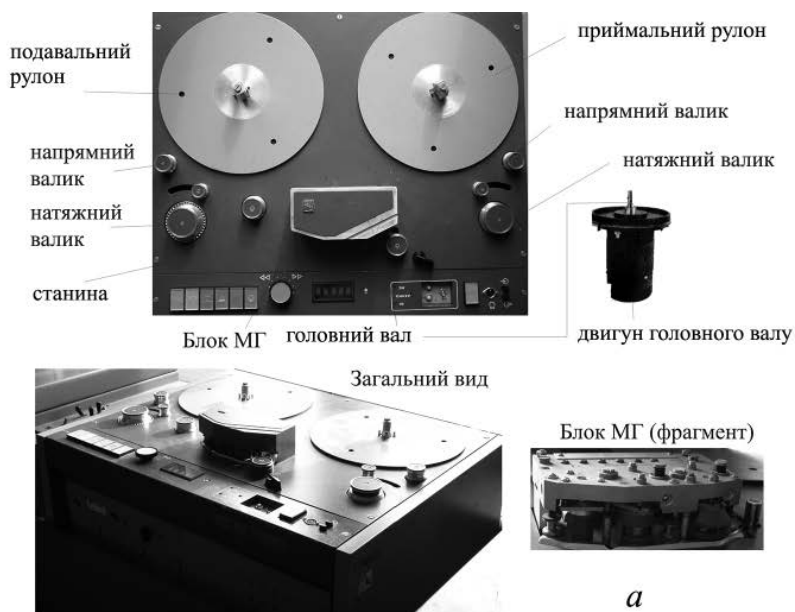 подавальний
рулон
приймальний рулон
напрямний валик
напрямний
валик
натяжний валик
натяжний
валик
станина
Блок МГ
головний вал
двигун головного валу
Загальний вид
Блок МГ (фрагмент)
а